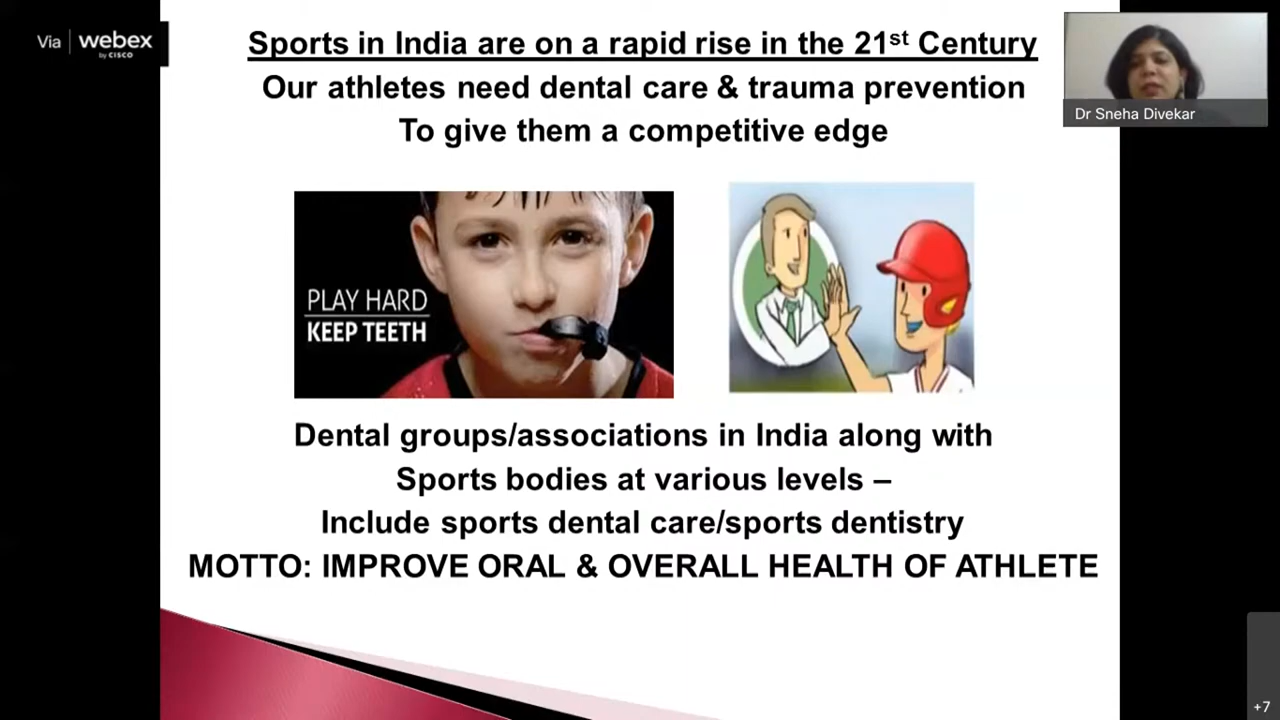 Via webex
by CISCO
Sports in India are on a rapid rise in the 21st Century
Our athletes need dental care & trauma prevention
To give them a competitive edge
Dr Sneha Divekar
PLAY HARD
KEEP TEETH
Dental groups/associations in India along with
Sports bodies at various levels –
Include sports dental care/sports dentistry
MOTTO: IMPROVE ORAL & OVERALL HEALTH OF ATHLETE
+7